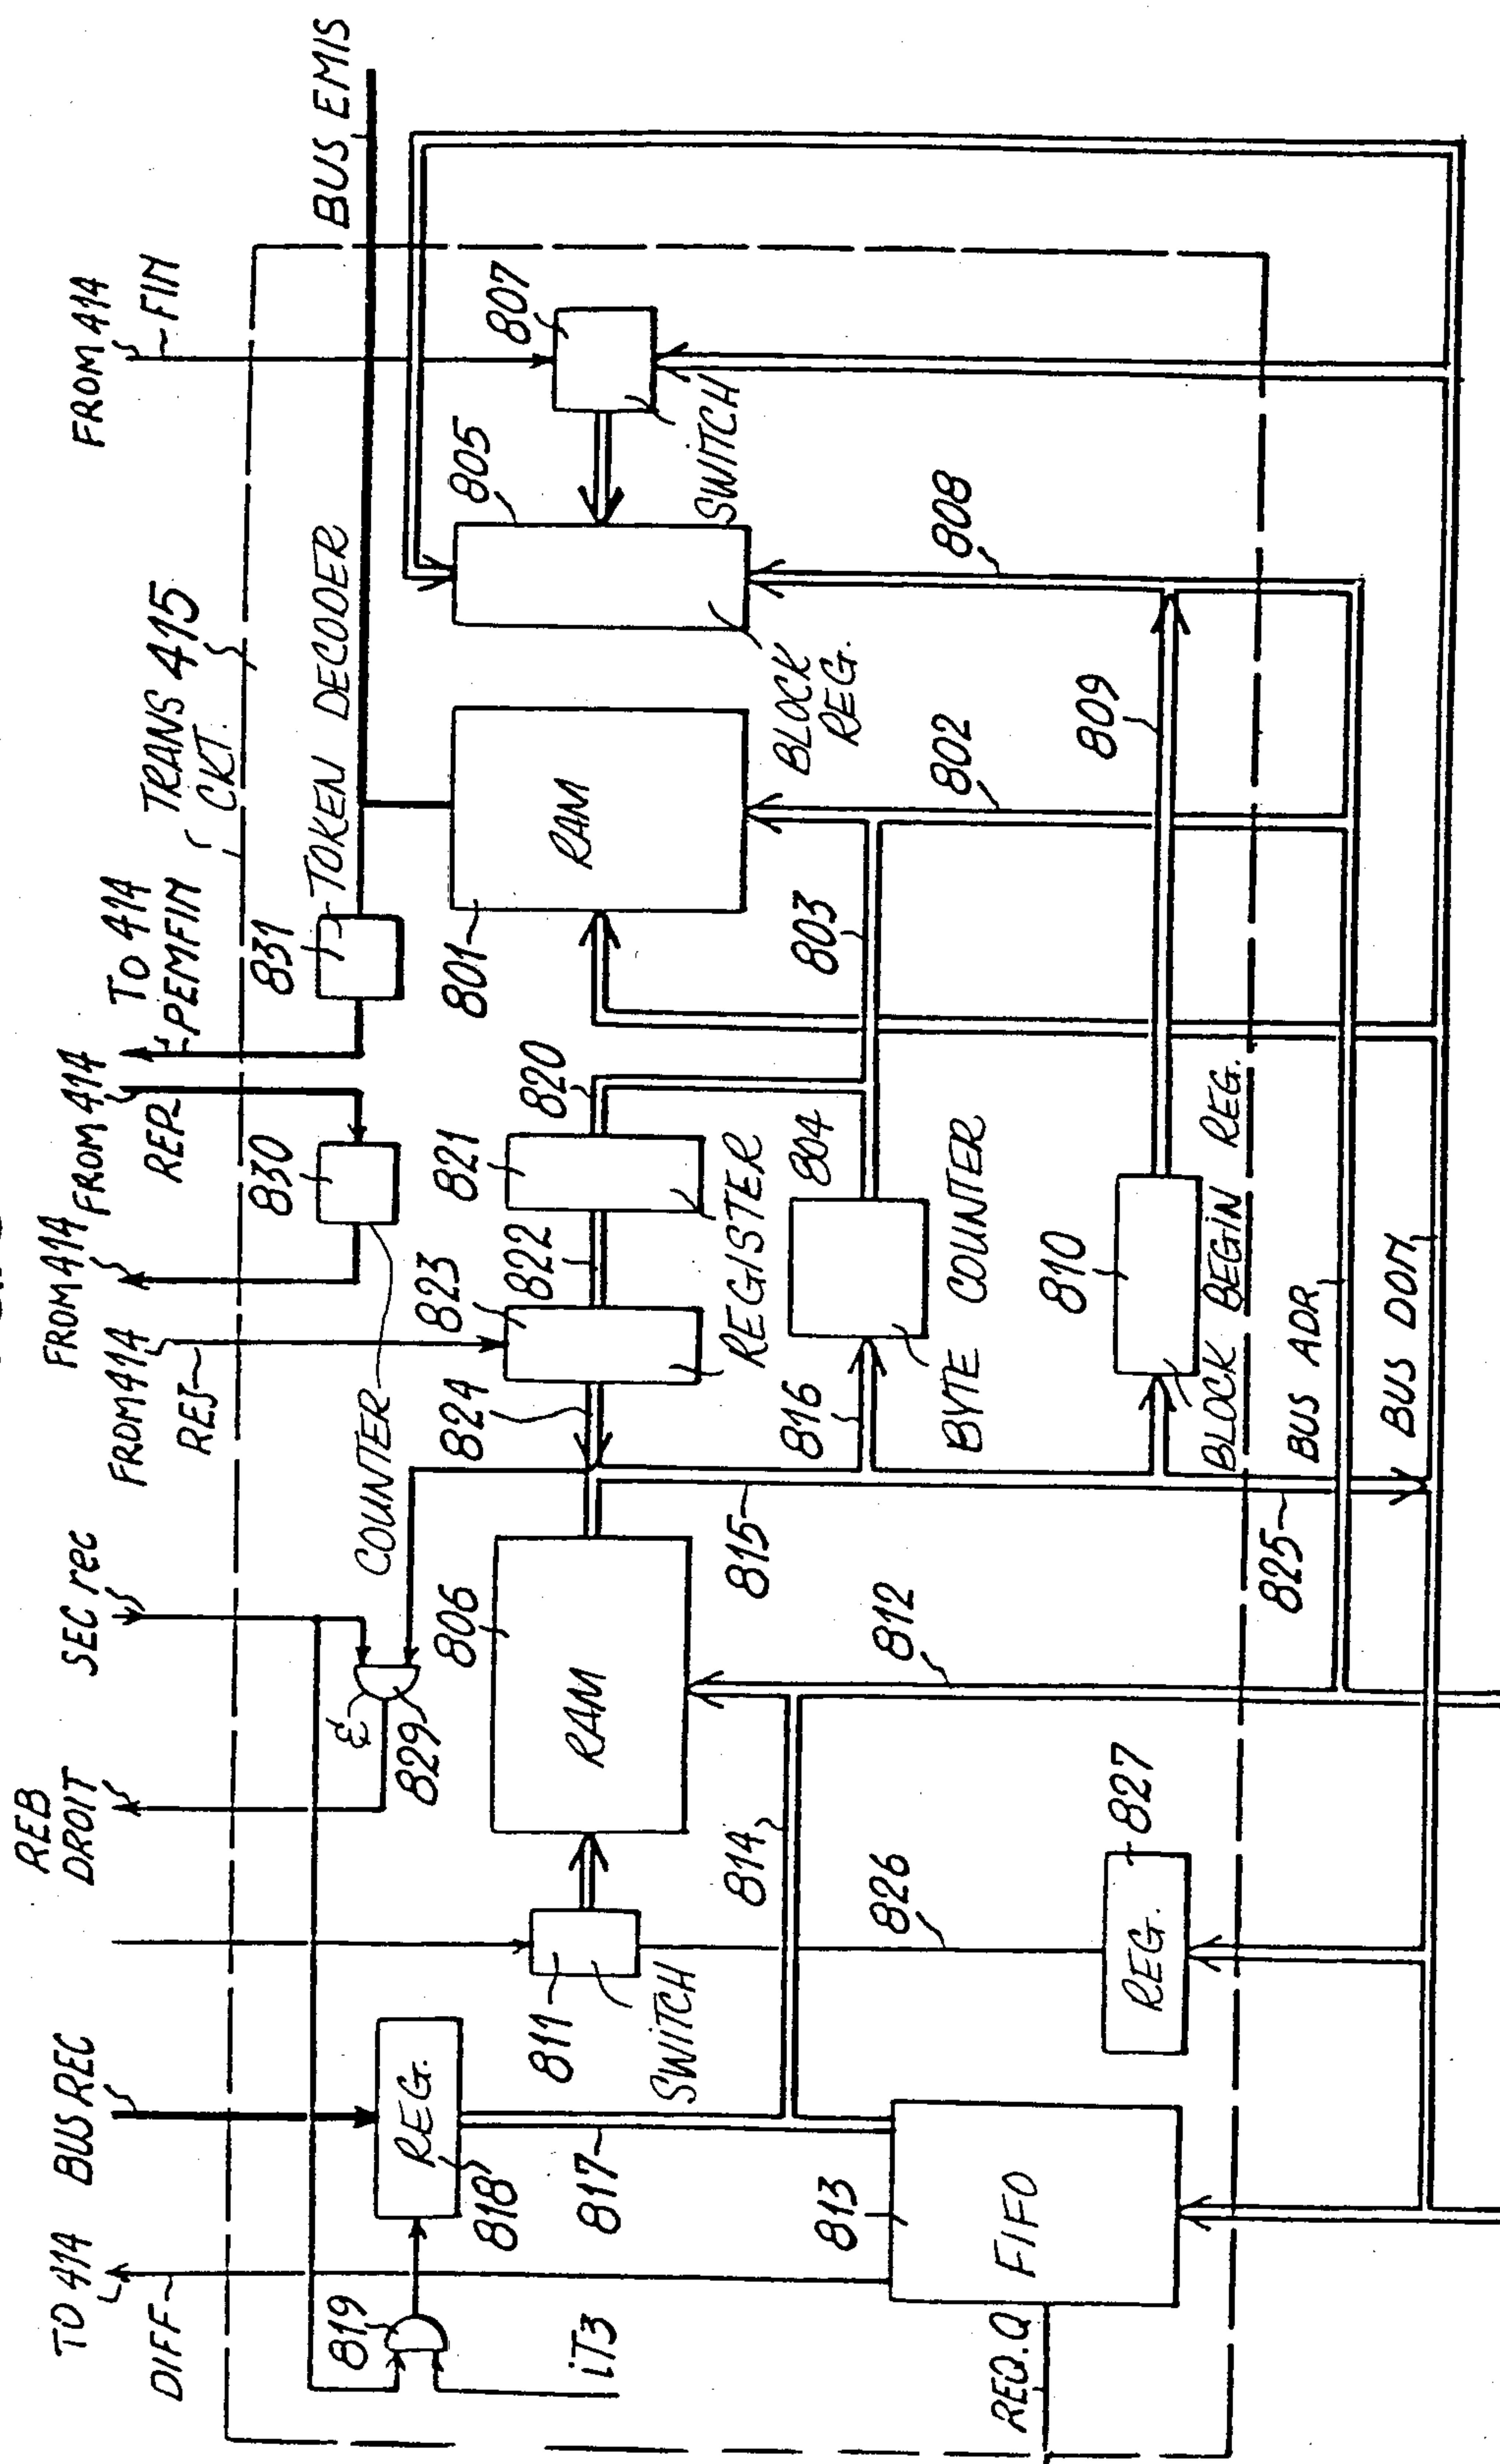 TO 414
DIFF
BUS REC
REB
DROIT
SEC rec
FROM 414
REJ
FROM 414
FROM 414
REP
TO 414
PEMFIN
TRANS 415
CKT.
FROM 414
FIN
BUS EMIS
819
iT3
REG.
818
817
811
SWITCH
&
829
806
RAM
COUNTER
830
831
TOKEN DECODER
823
824
822
821
820
REGISTER
801
RAM
805
BLOCK
REG.
807
SWITCH
813
FIFO
REQ.Q
814
826
REG.
827
812
815
816
804
BYTE COUNTER
803
802
808
809
810
BLOCK BEGIN REG.
825
BUS ADR
BUS DOM